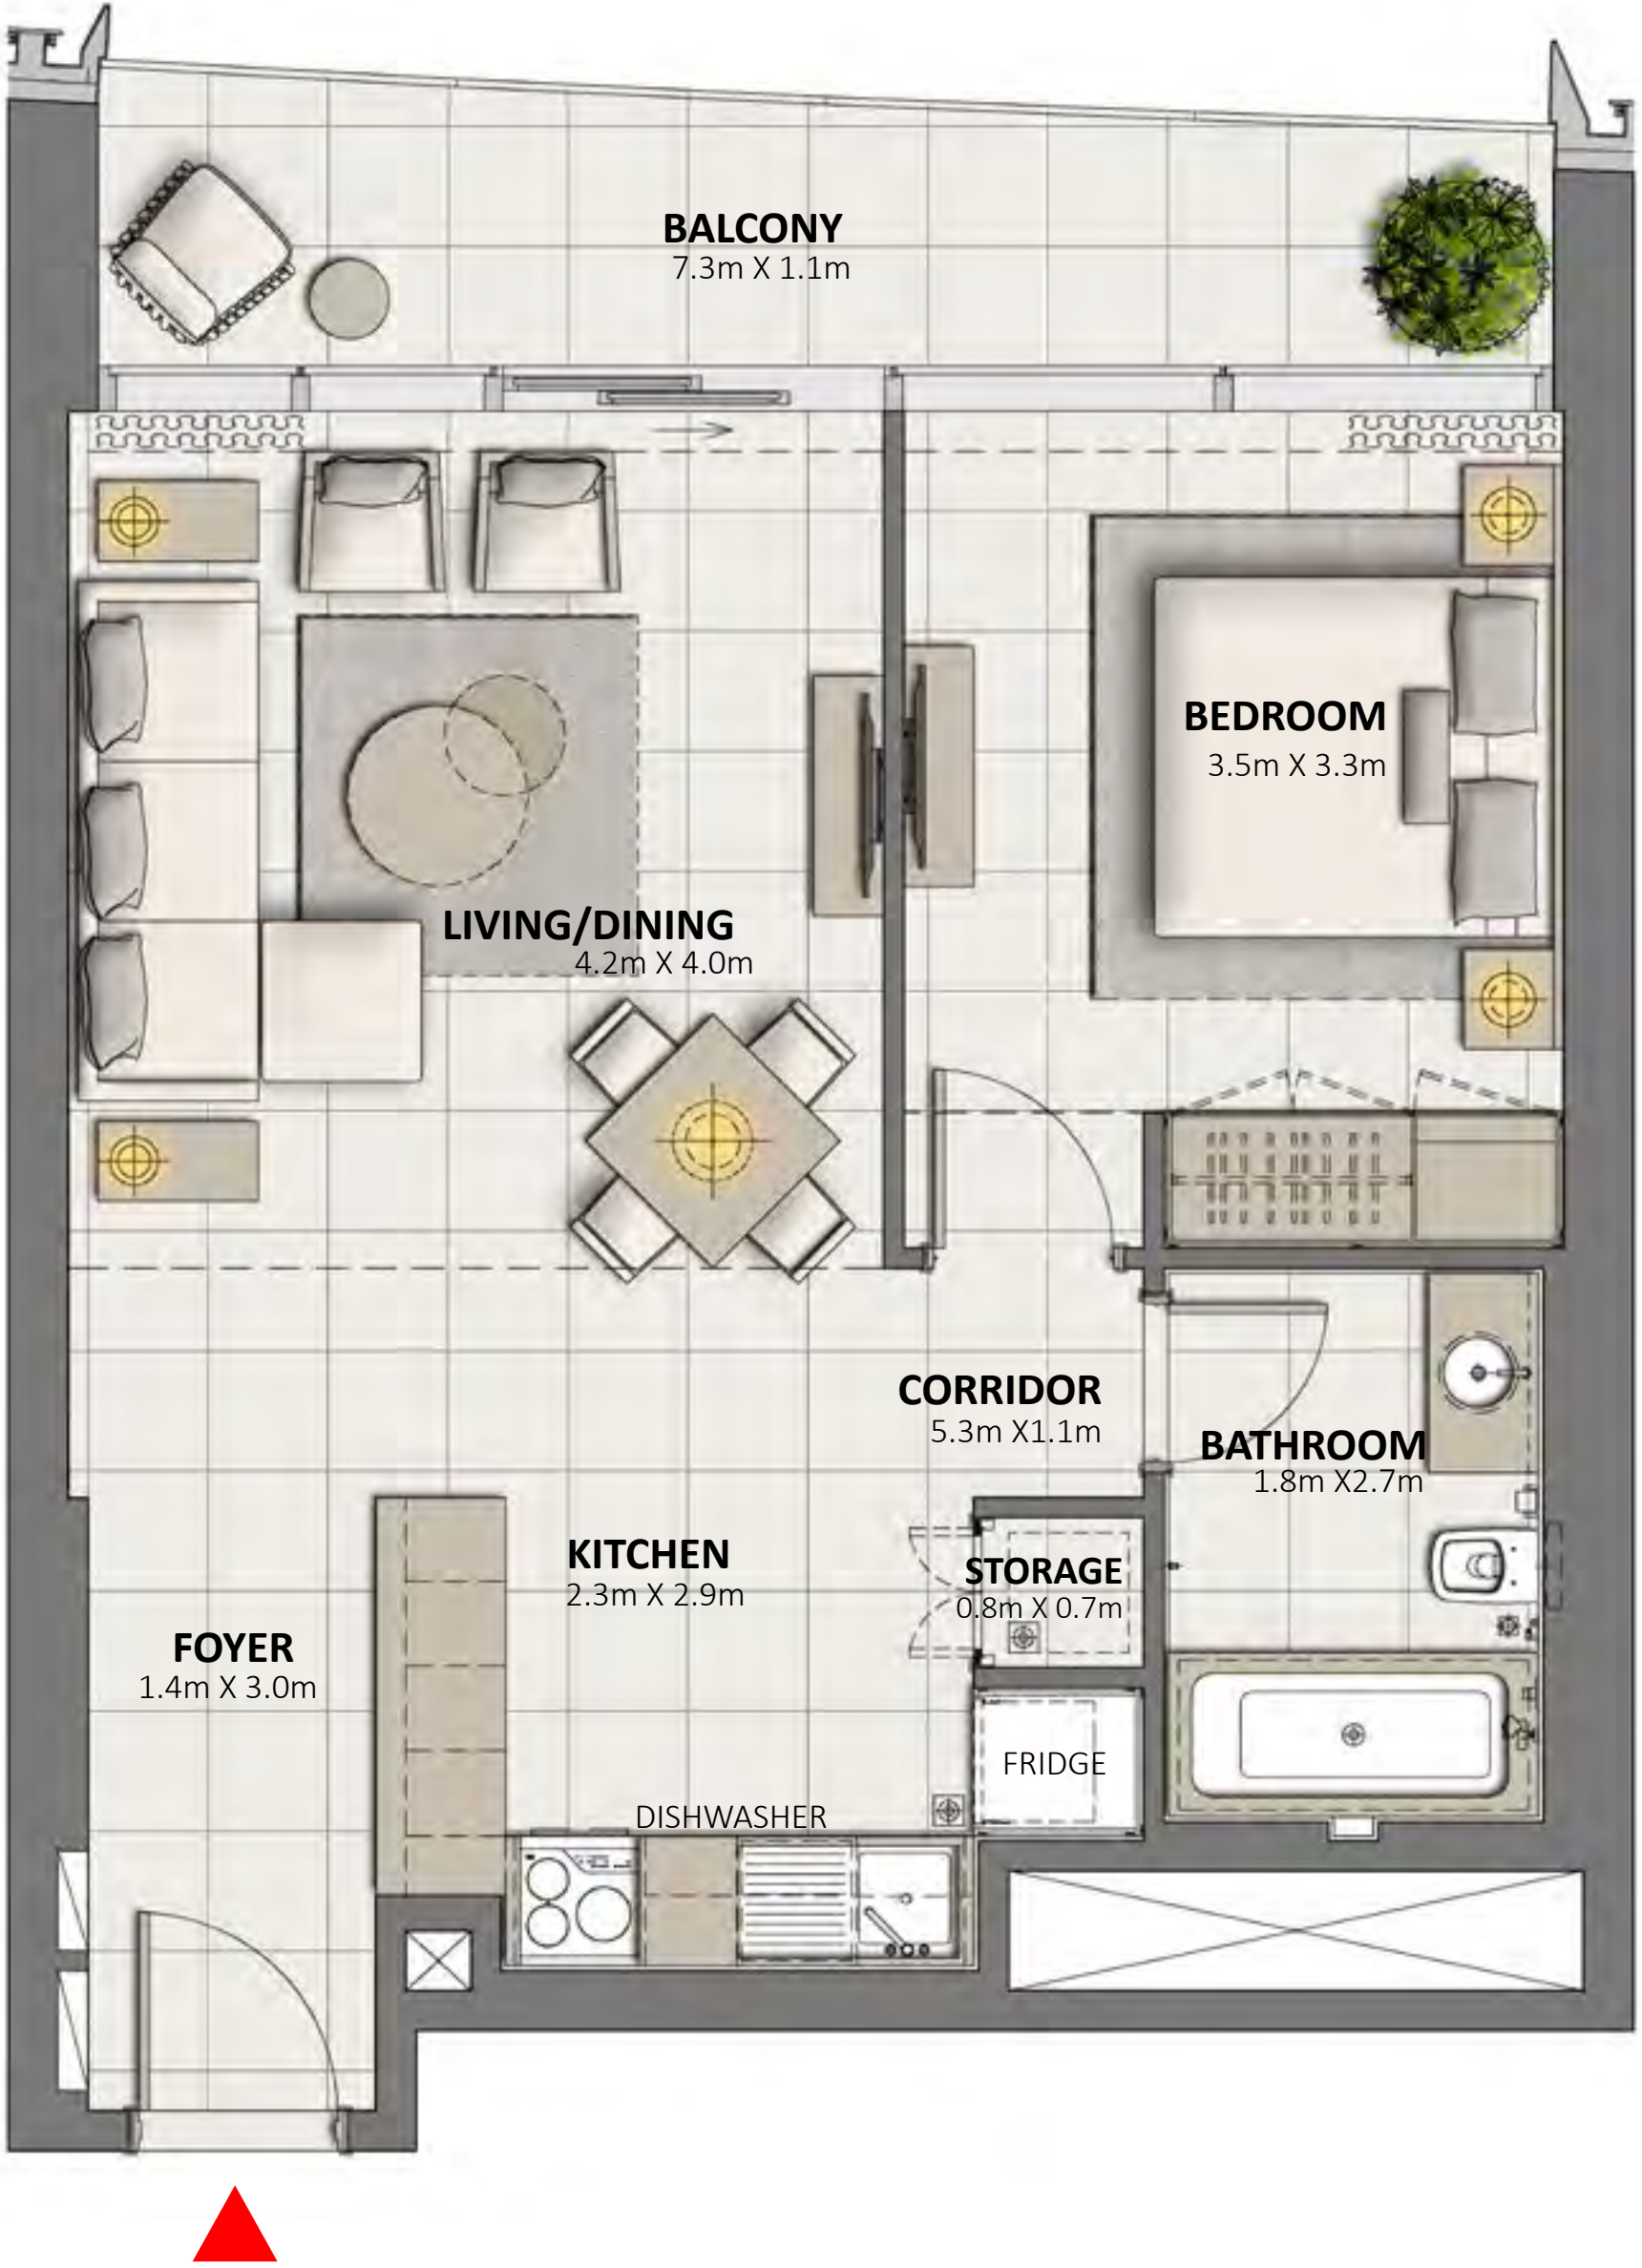 BALCONY
7.3m X 1.1m
BEDROOM
3.5m X 3.3m
LIVING/DINING
4.2m X 4.0m
CORRIDOR
5.3m X1.1m
BATHROOM
1.8m X2.7m
KITCHEN
2.3m X 2.9m
STORAGE
0.8m X 0.7m
FOYER
1.4m X 3.0m
FRIDGE
DISHWASHER